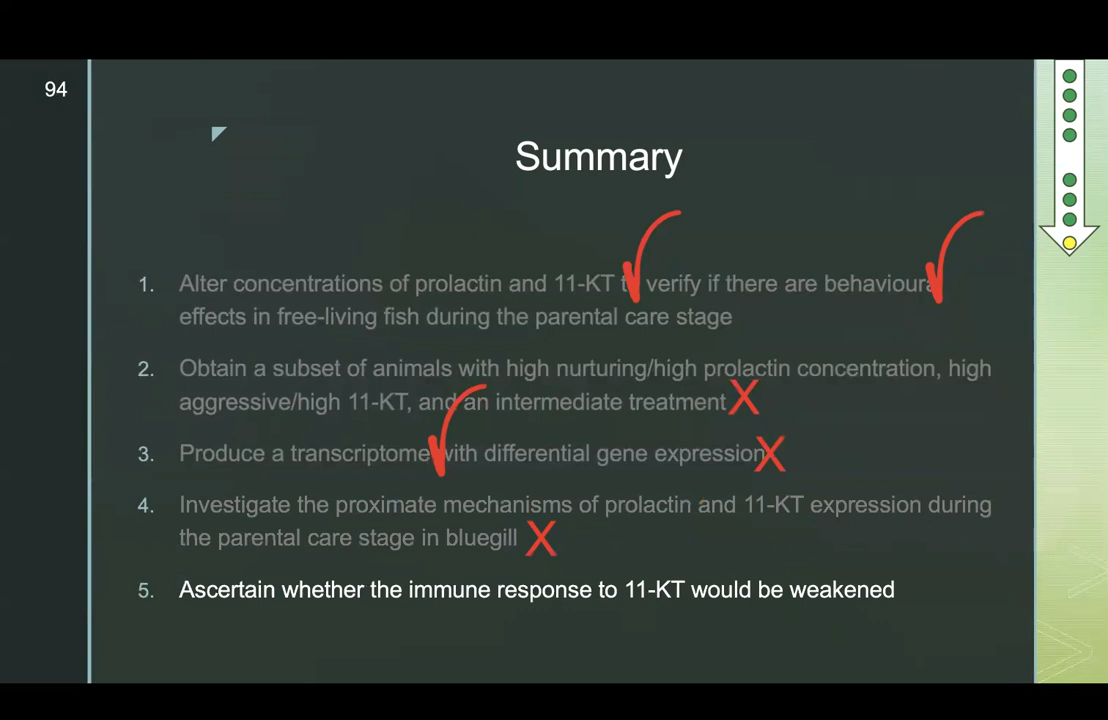 94
Summary
1. Alter concentrations of prolactin and 11-KT to verify if there are behavioural
effects in free-living fish during the parental care stage
2. Obtain a subset of animals with high nurturing/high prolactin concentration, high
aggressive/high 11-KT, and an intermediate treatment X
3. Produce a transcriptome with differential gene expression X
4. Investigate the proximate mechanisms of prolactin and 11-KT expression during
the parental care stage in bluegill X
5. Ascertain whether the immune response to 11-KT would be weakened